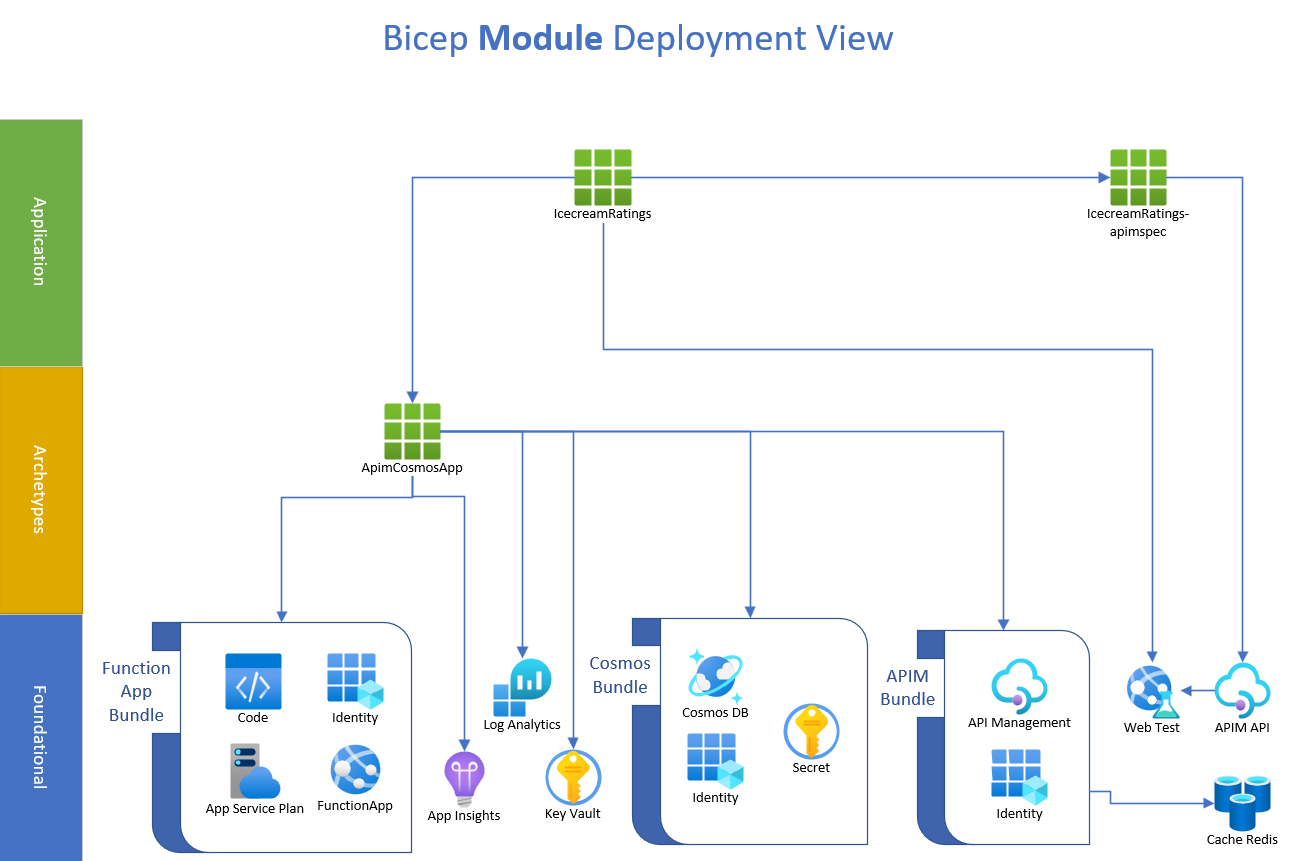 Bicep Module Deployment View
Application
IcecreamRatings
IcecreamRatings-
apimspec
Archetypes
ApimCosmosApp
Foundational
Function
App
Bundle
Code
Identity
App Service Plan
FunctionApp
Log Analytics
App Insights
Key Vault
Cosmos
Bundle
Cosmos DB
Identity
Secret
APIM
Bundle
API Management
Identity
Web Test
APIM API
Cache Redis